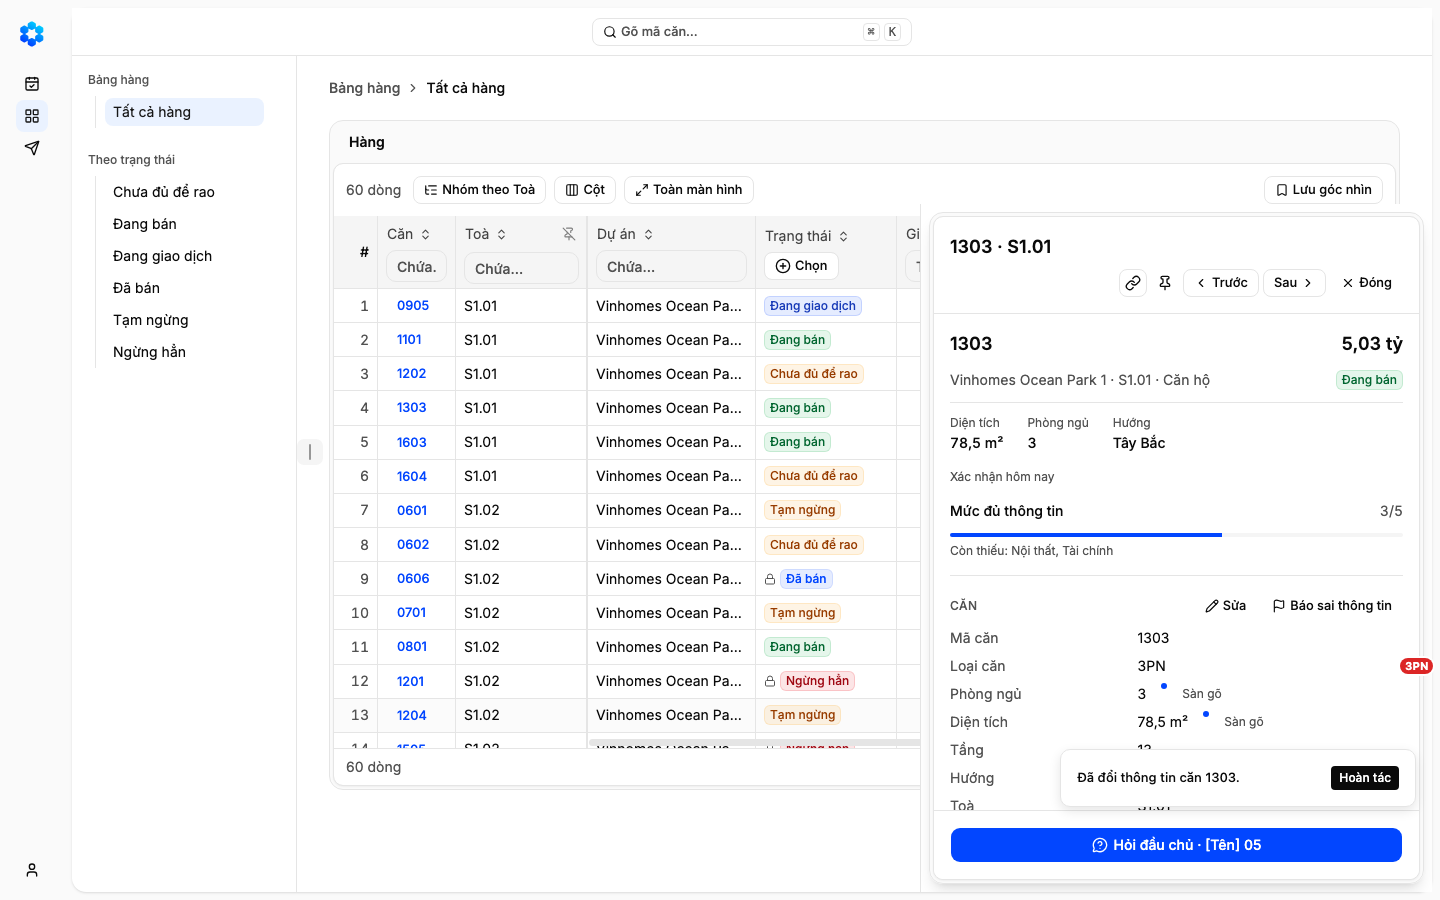 Gõ mã căn... ⌘ K
Bảng hàng
Tất cả hàng
Theo trạng thái
Chưa đủ để rao
Đang bán
Đang giao dịch
Đã bán
Tạm ngừng
Ngừng hẳn
Bảng hàng > Tất cả hàng
Hàng
60 dòng Nhóm theo Toà Cột Toàn màn hình Lưu góc nhìn
# Căn Toà Dự án Trạng thái
Chứa. Chứa... Chứa... Chọn
1 0905 S1.01 Vinhomes Ocean Pa... Đang giao dịch
2 1101 S1.01 Vinhomes Ocean Pa... Đang bán
3 1202 S1.01 Vinhomes Ocean Pa... Chưa đủ để rao
4 1303 S1.01 Vinhomes Ocean Pa... Đang bán
5 1603 S1.01 Vinhomes Ocean Pa... Đang bán
6 1604 S1.01 Vinhomes Ocean Pa... Chưa đủ để rao
7 0601 S1.02 Vinhomes Ocean Pa... Tạm ngừng
8 0602 S1.02 Vinhomes Ocean Pa... Chưa đủ để rao
9 0606 S1.02 Vinhomes Ocean Pa... Đã bán
10 0701 S1.02 Vinhomes Ocean Pa... Tạm ngừng
11 0801 S1.02 Vinhomes Ocean Pa... Đang bán
12 1201 S1.02 Vinhomes Ocean Pa... Ngừng hẳn
13 1204 S1.02 Vinhomes Ocean Pa... Tạm ngừng
60 dòng
1303 · S1.01
Trước Sau Đóng
1303 5,03 tỷ
Vinhomes Ocean Park 1 · S1.01 · Căn hộ Đang bán
Diện tích Phòng ngủ Hướng
78,5 m² 3 Tây Bắc
Xác nhận hôm nay
Mức đủ thông tin 3/5
Còn thiếu: Nội thất, Tài chính
CĂN Sửa Báo sai thông tin
Mã căn 1303
Loại căn 3PN
3PN
Phòng ngủ 3 Sàn gõ
Diện tích 78,5 m² Sàn gõ
Tầng
Hướng
Toà
Đã đổi thông tin căn 1303. Hoàn tác
Hỏi đầu chủ · [Tên] 05